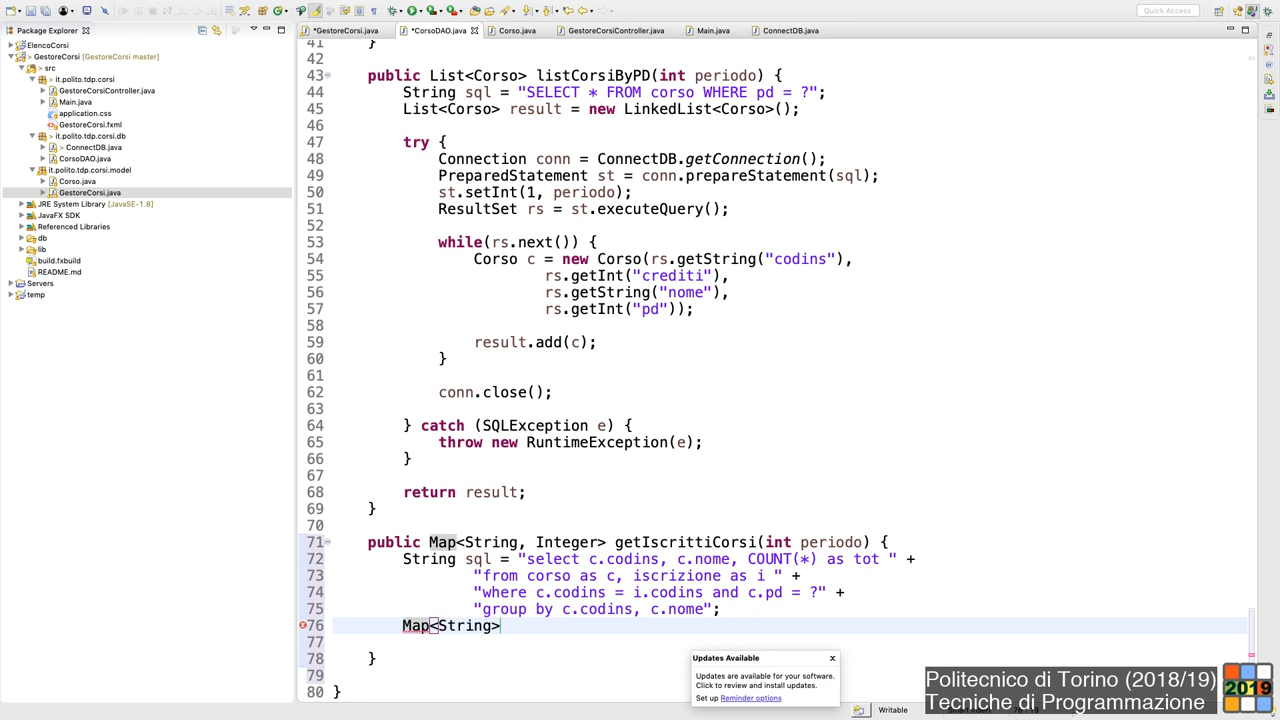 Quick Access
Package Explorer
*GestoreCorsi.java
*CorsoDAO.java
Corso.java
GestoreCorsiController.java
Main.java
ConnectDB.java
ElencoCorsi
> GestoreCorsi [GestoreCorsi master]
> src
it.polito.tdp.corsi
GestoreCorsiController.java
Main.java
application.css
GestoreCorsi.fxml
> it.polito.tdp.corsi.db
> ConnectDB.java
CorsoDAO.java
it.polito.tdp.corsi.model
Corso.java
GestoreCorsi.java
JRE System Library [JavaSE-1.8]
JavaFX SDK
Referenced Libraries
db
lib
build.fxbuild
README.md
Servers
temp
41 }
42
43 public List<Corso> listCorsiByPD(int periodo) {
44 String sql = "SELECT * FROM corso WHERE pd = ?";
45 List<Corso> result = new LinkedList<Corso>();
46
47 try {
48 Connection conn = ConnectDB.getConnection();
49 PreparedStatement st = conn.prepareStatement(sql);
50 st.setInt(1, periodo);
51 ResultSet rs = st.executeQuery();
52
53 while(rs.next()) {
54 Corso c = new Corso(rs.getString("codins"),
55 rs.getInt("crediti"),
56 rs.getString("nome"),
57 rs.getInt("pd"));
58
59 result.add(c);
60 }
61
62 conn.close();
63
64 } catch (SQLException e) {
65 throw new RuntimeException(e);
66 }
67
68 return result;
69 }
70
71 public Map<String, Integer> getIscrittiCorsi(int periodo) {
72 String sql = "select c.codins, c.nome, COUNT(*) as tot " +
73 "from corso as c, iscrizione as i " +
74 "where c.codins = i.codins and c.pd = ?" +
75 "group by c.codins, c.nome";
76 Map<String>
77
78 }
79
80 }
Updates Available
Updates are available for your software.
Click to review and install updates.
Set up Reminder options
Writable
Politecnico di Torino (2018/19)
Tecniche di Programmazione
2019